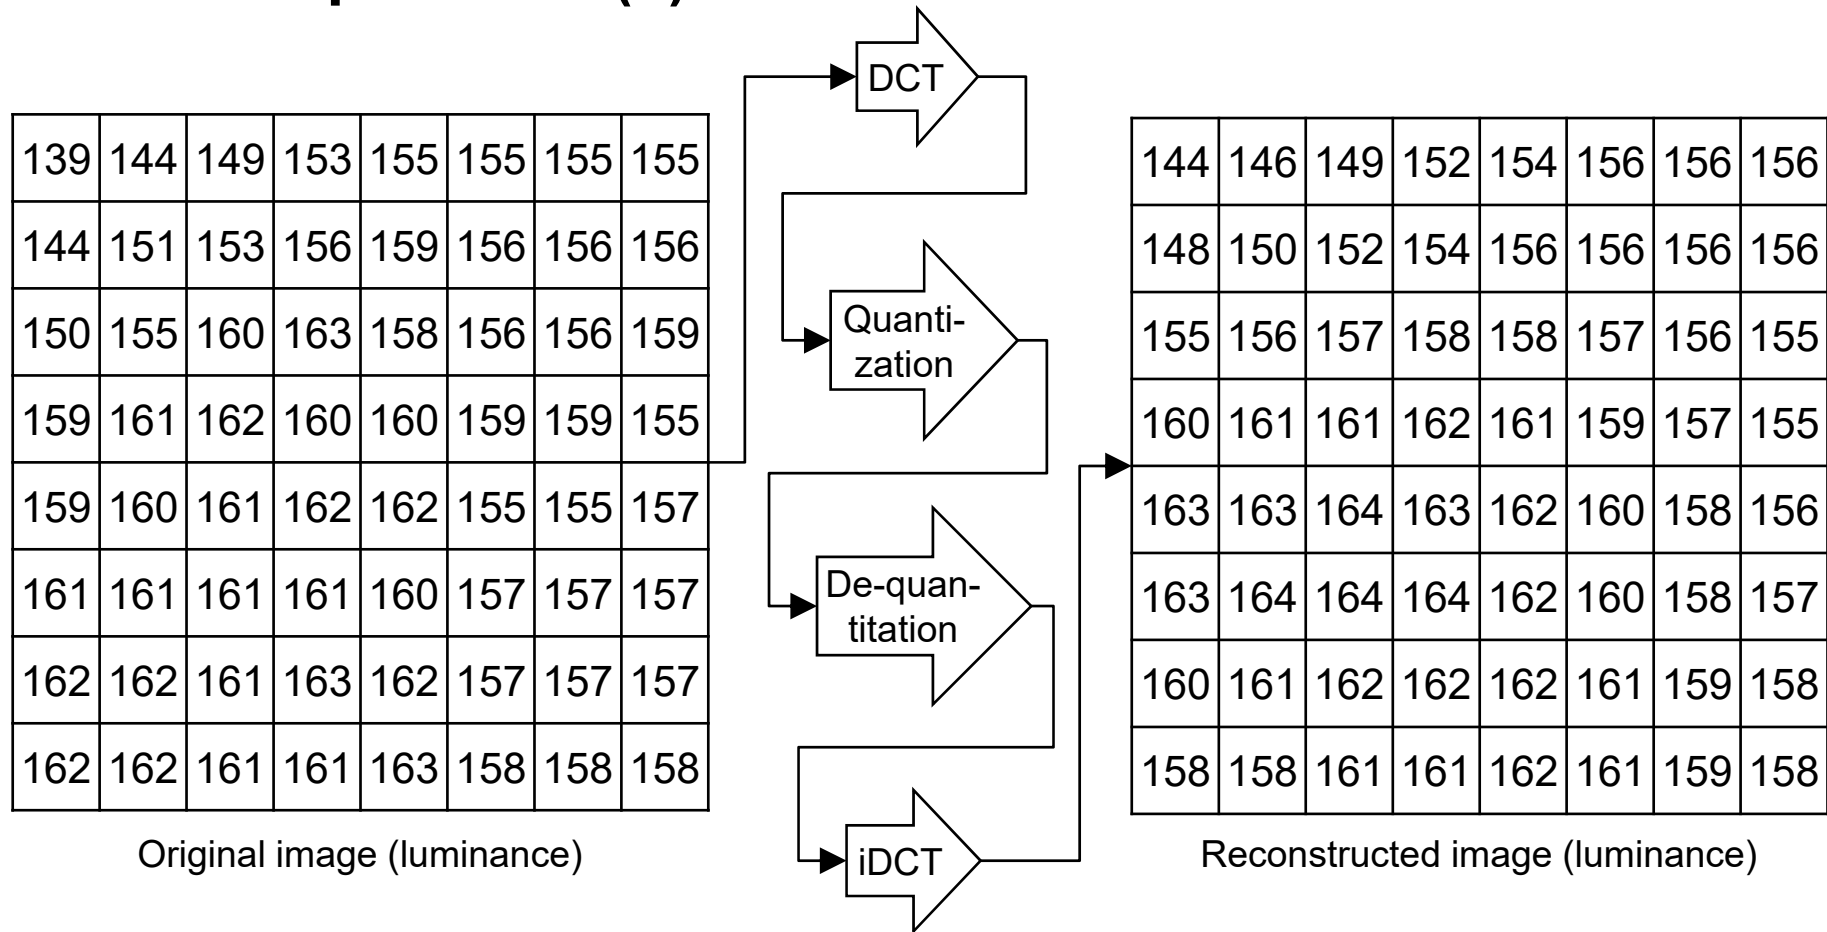 DCT
139 144 149 153 155 155 155 155
144 151 153 156 159 156 156 156
150 155 160 163 158 156 156 159
159 161 162 160 160 159 159 155
159 160 161 162 162 155 155 157
161 161 161 161 160 157 157 157
162 162 161 163 162 157 157 157
162 162 161 161 163 158 158 158
Original image (luminance)
Quanti-
zation
De-quan-
titation
iDCT
144 146 149 152 154 156 156 156
148 150 152 154 156 156 156 156
155 156 157 158 158 157 156 155
160 161 161 162 161 159 157 155
163 163 164 163 162 160 158 156
163 164 164 164 162 160 158 157
160 161 162 162 162 161 159 158
158 158 161 161 162 161 159 158
Reconstructed image (luminance)